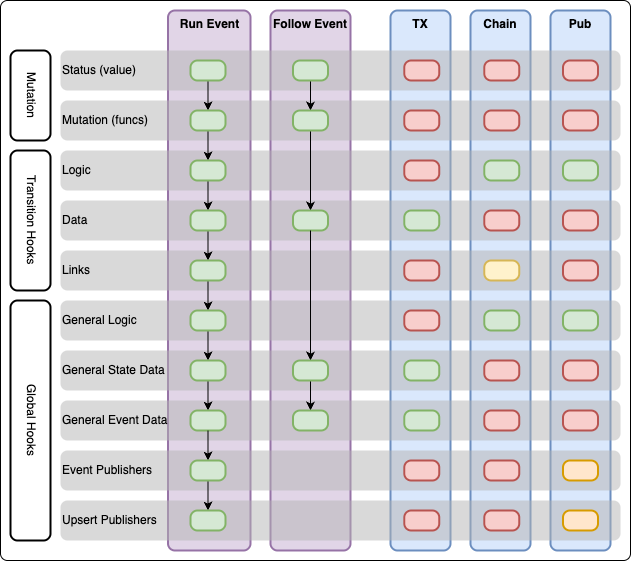 Run Event
Follow Event
TX
Chain
Pub
Mutation
Status (value)
Mutation (funcs)
Transition Hooks
Logic
Data
Links
Global Hooks
General Logic
General State Data
General Event Data
Event Publishers
Upsert Publishers